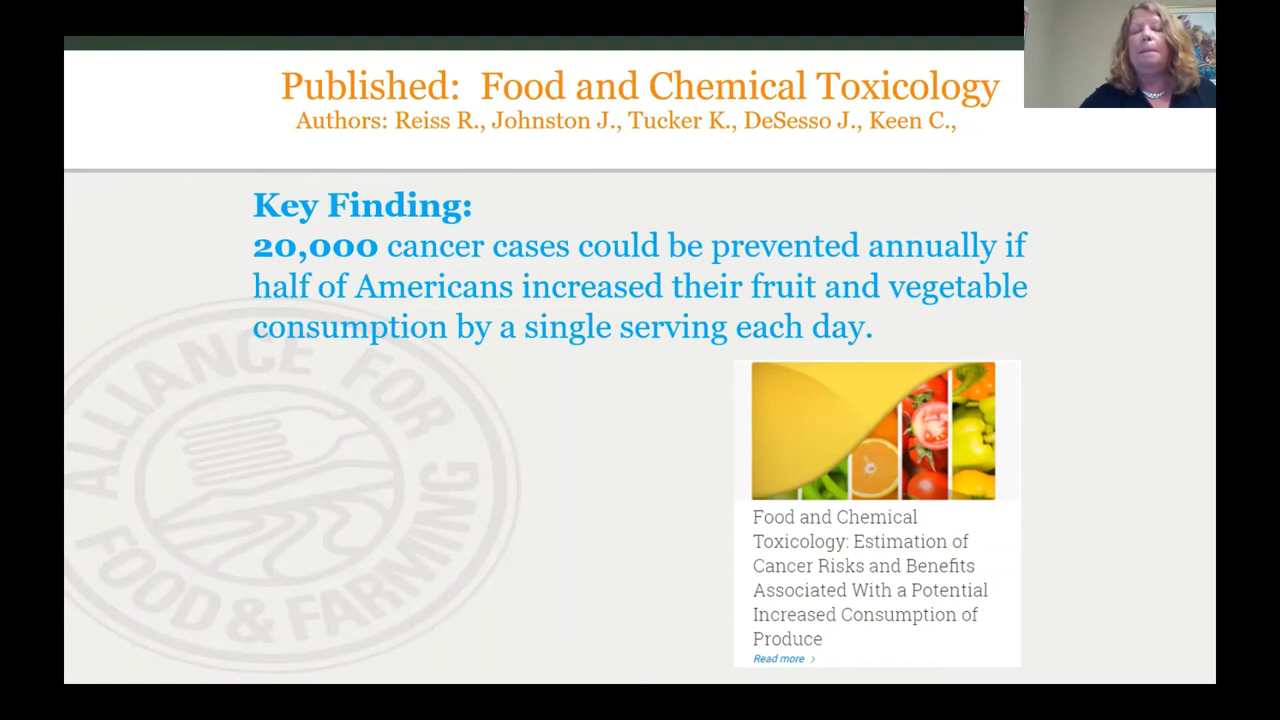 Published:  Food and Chemical Toxicology
Authors: Reiss R., Johnston J., Tucker K., DeSesso J., Keen C.,
Key Finding:
20,000 cancer cases could be prevented annually if
half of Americans increased their fruit and vegetable
consumption by a single serving each day.
ALLIANCE FOR
FOOD & FARMING
Food and Chemical
Toxicology: Estimation of
Cancer Risks and Benefits
Associated With a Potential
Increased Consumption of
Produce
Read more >